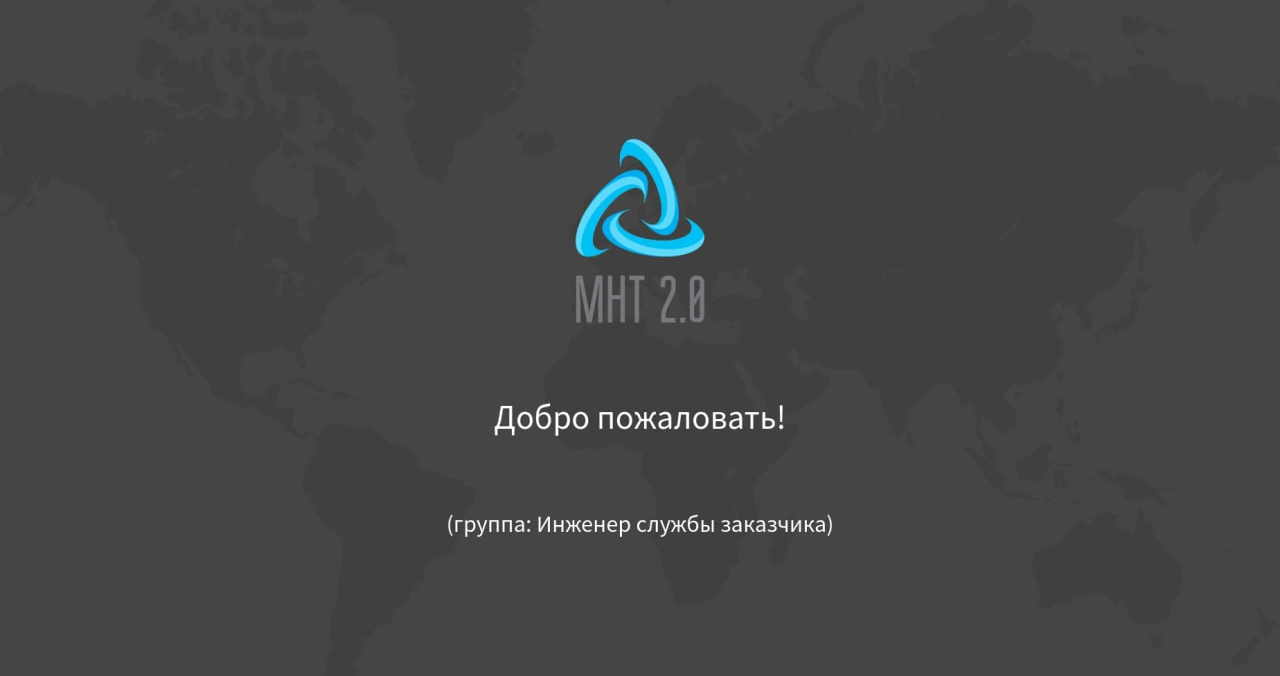 МНТ 2.0
Добро пожаловать!
(группа: Инженер службы заказчика)